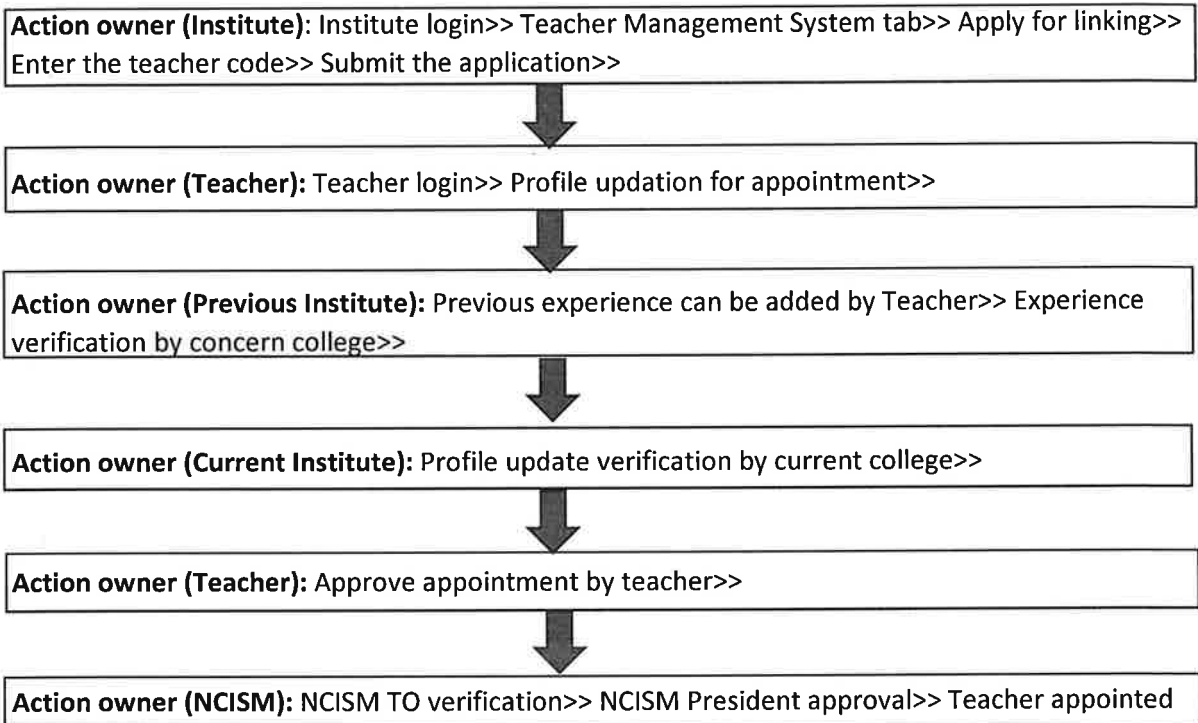 Action owner (Institute): Institute login>> Teacher Management System tab>> Apply for linking>>
Enter the teacher code>> Submit the application>>
Action owner (Teacher): Teacher login>> Profile updation for appointment>>
Action owner (Previous Institute): Previous experience can be added by Teacher>> Experience
verification by concern college>>
Action owner (Current Institute): Profile update verification by current college>>
Action owner (Teacher): Approve appointment by teacher>>
Action owner (NCISM): NCISM TO verification>> NCISM President approval>> Teacher appointed